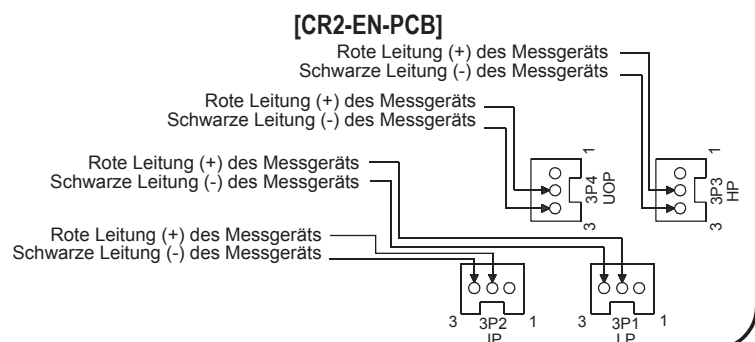 [CR2-EN-PCB]
Rote Leitung (+) des Messgeräts
Schwarze Leitung (-) des Messgeräts
Rote Leitung (+) des Messgeräts
Schwarze Leitung (-) des Messgeräts
1
3P4
UOP
3
1
3P3
HP
3
Rote Leitung (+) des Messgeräts
Schwarze Leitung (-) des Messgeräts
Rote Leitung (+) des Messgeräts
Schwarze Leitung (-) des Messgeräts
3 3P2 1
IP
3 3P1 1
LP